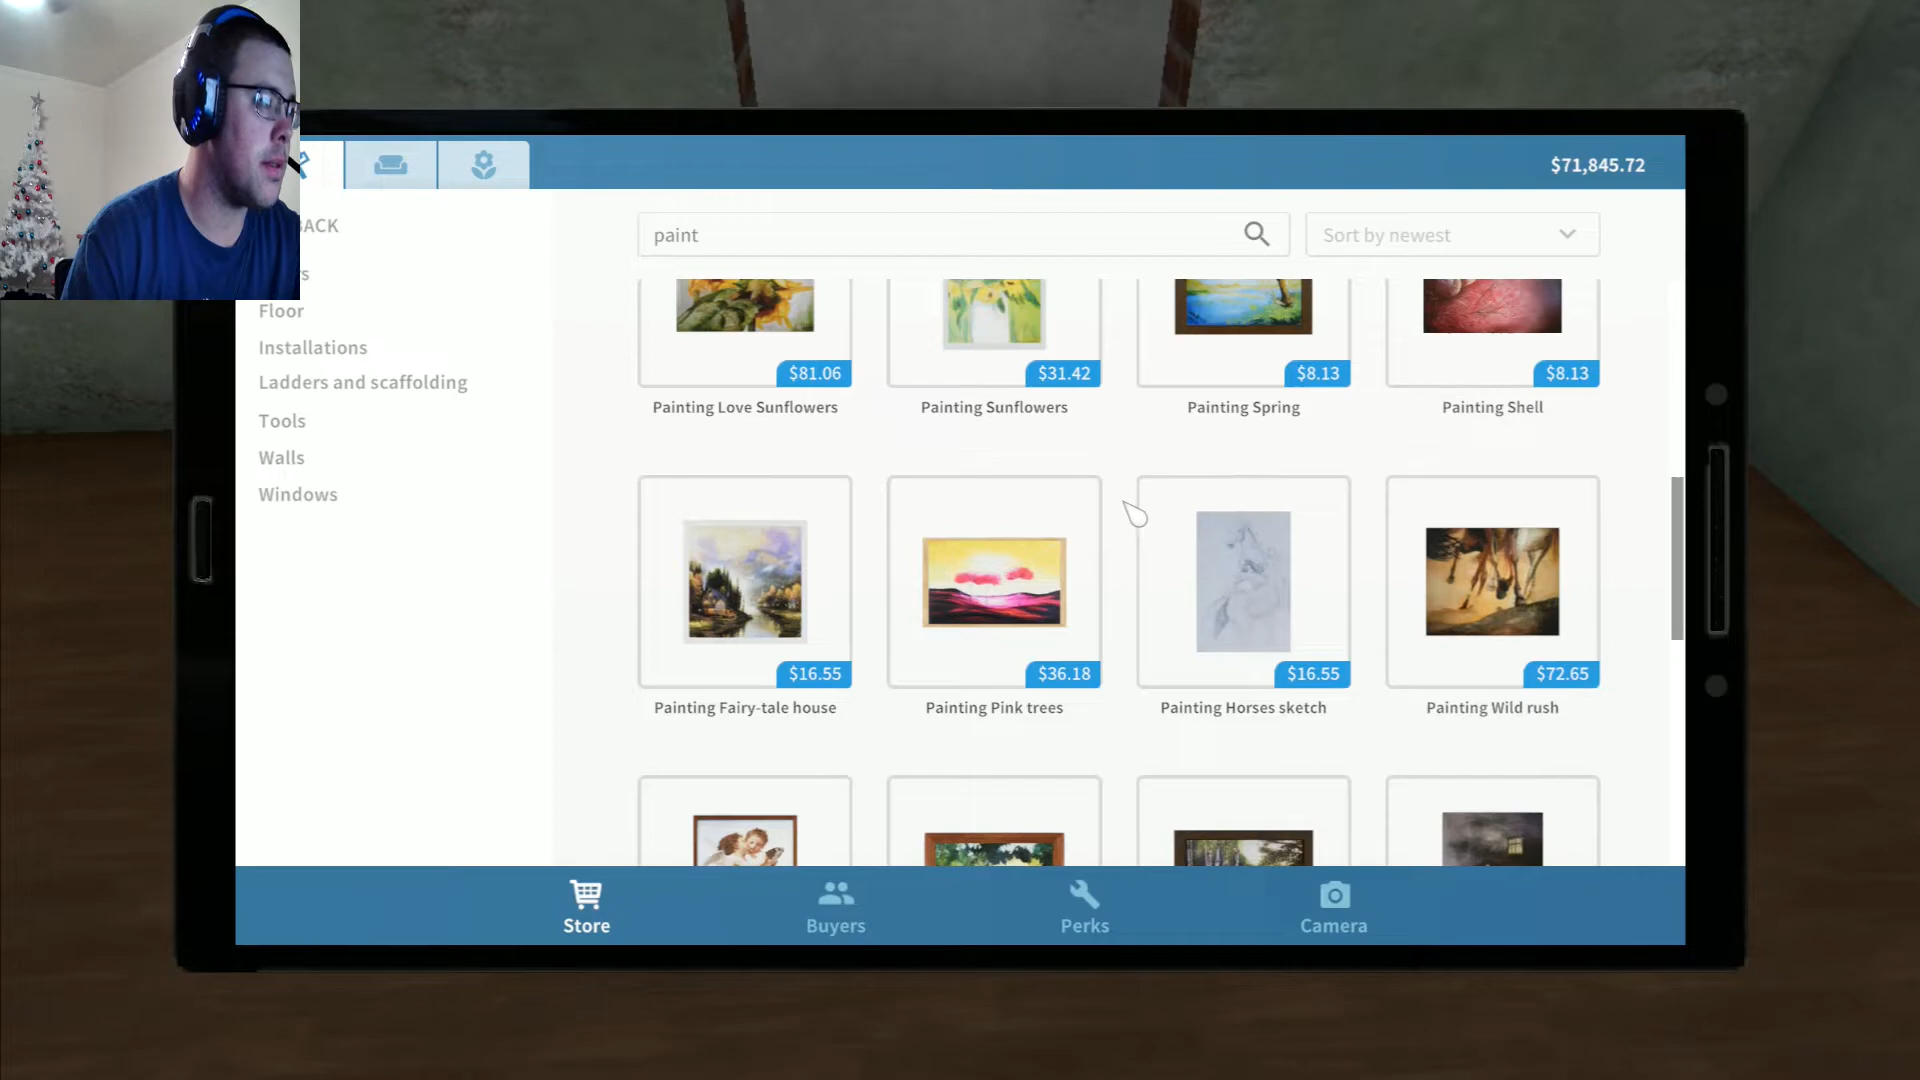 $71,845.72
BACK
paint
Sort by newest
Floor
Installations
Ladders and scaffolding
Tools
Walls
Windows
$81.06
$31.42
$8.13
$8.13
Painting Love Sunflowers
Painting Sunflowers
Painting Spring
Painting Shell
$16.55
$36.18
$16.55
$72.65
Painting Fairy-tale house
Painting Pink trees
Painting Horses sketch
Painting Wild rush
Store
Buyers
Perks
Camera